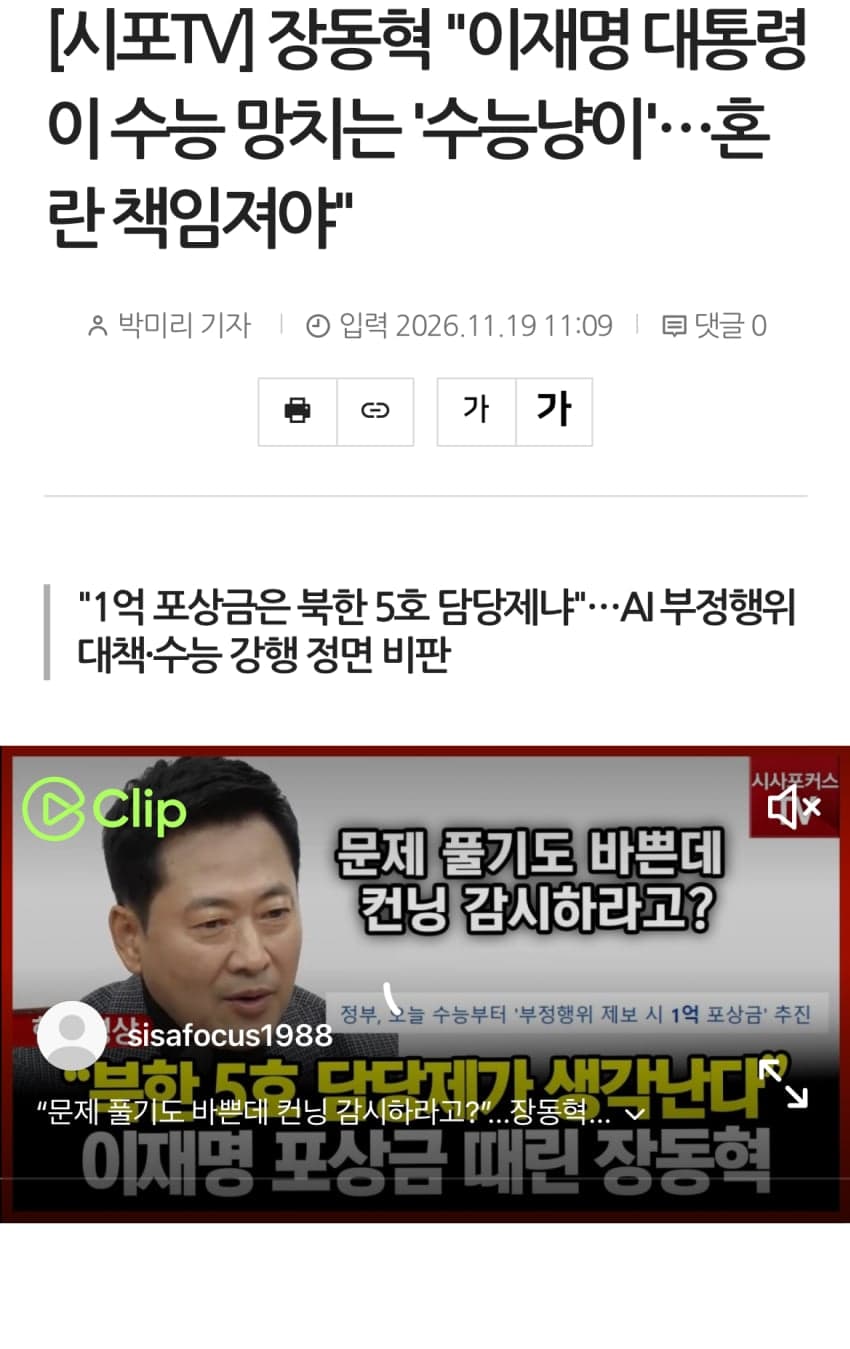 [시포TV] 장동혁 "이재명 대통령
이 수능 망치는 '수능냥이'…혼
란 책임져야"
박미리 기자
입력 2026.11.19 11:09
댓글 0
가
가
"1억 포상금은 북한 5호 담당제냐"…AI 부정행위
대책·수능 강행 정면 비판
Clip
시사포커스
TV
문제 풀기도 바쁜데
컨닝 감시하라고?
정부, 오늘 수능부터 '부정행위 제보 시 1억 포상금' 추진
sisafocus1988
"북한 5호 담당제가 생각난다"
"문제 풀기도 바쁜데 컨닝 감시하라고?"...장동혁...
이재명 포상금 때린 장동혁